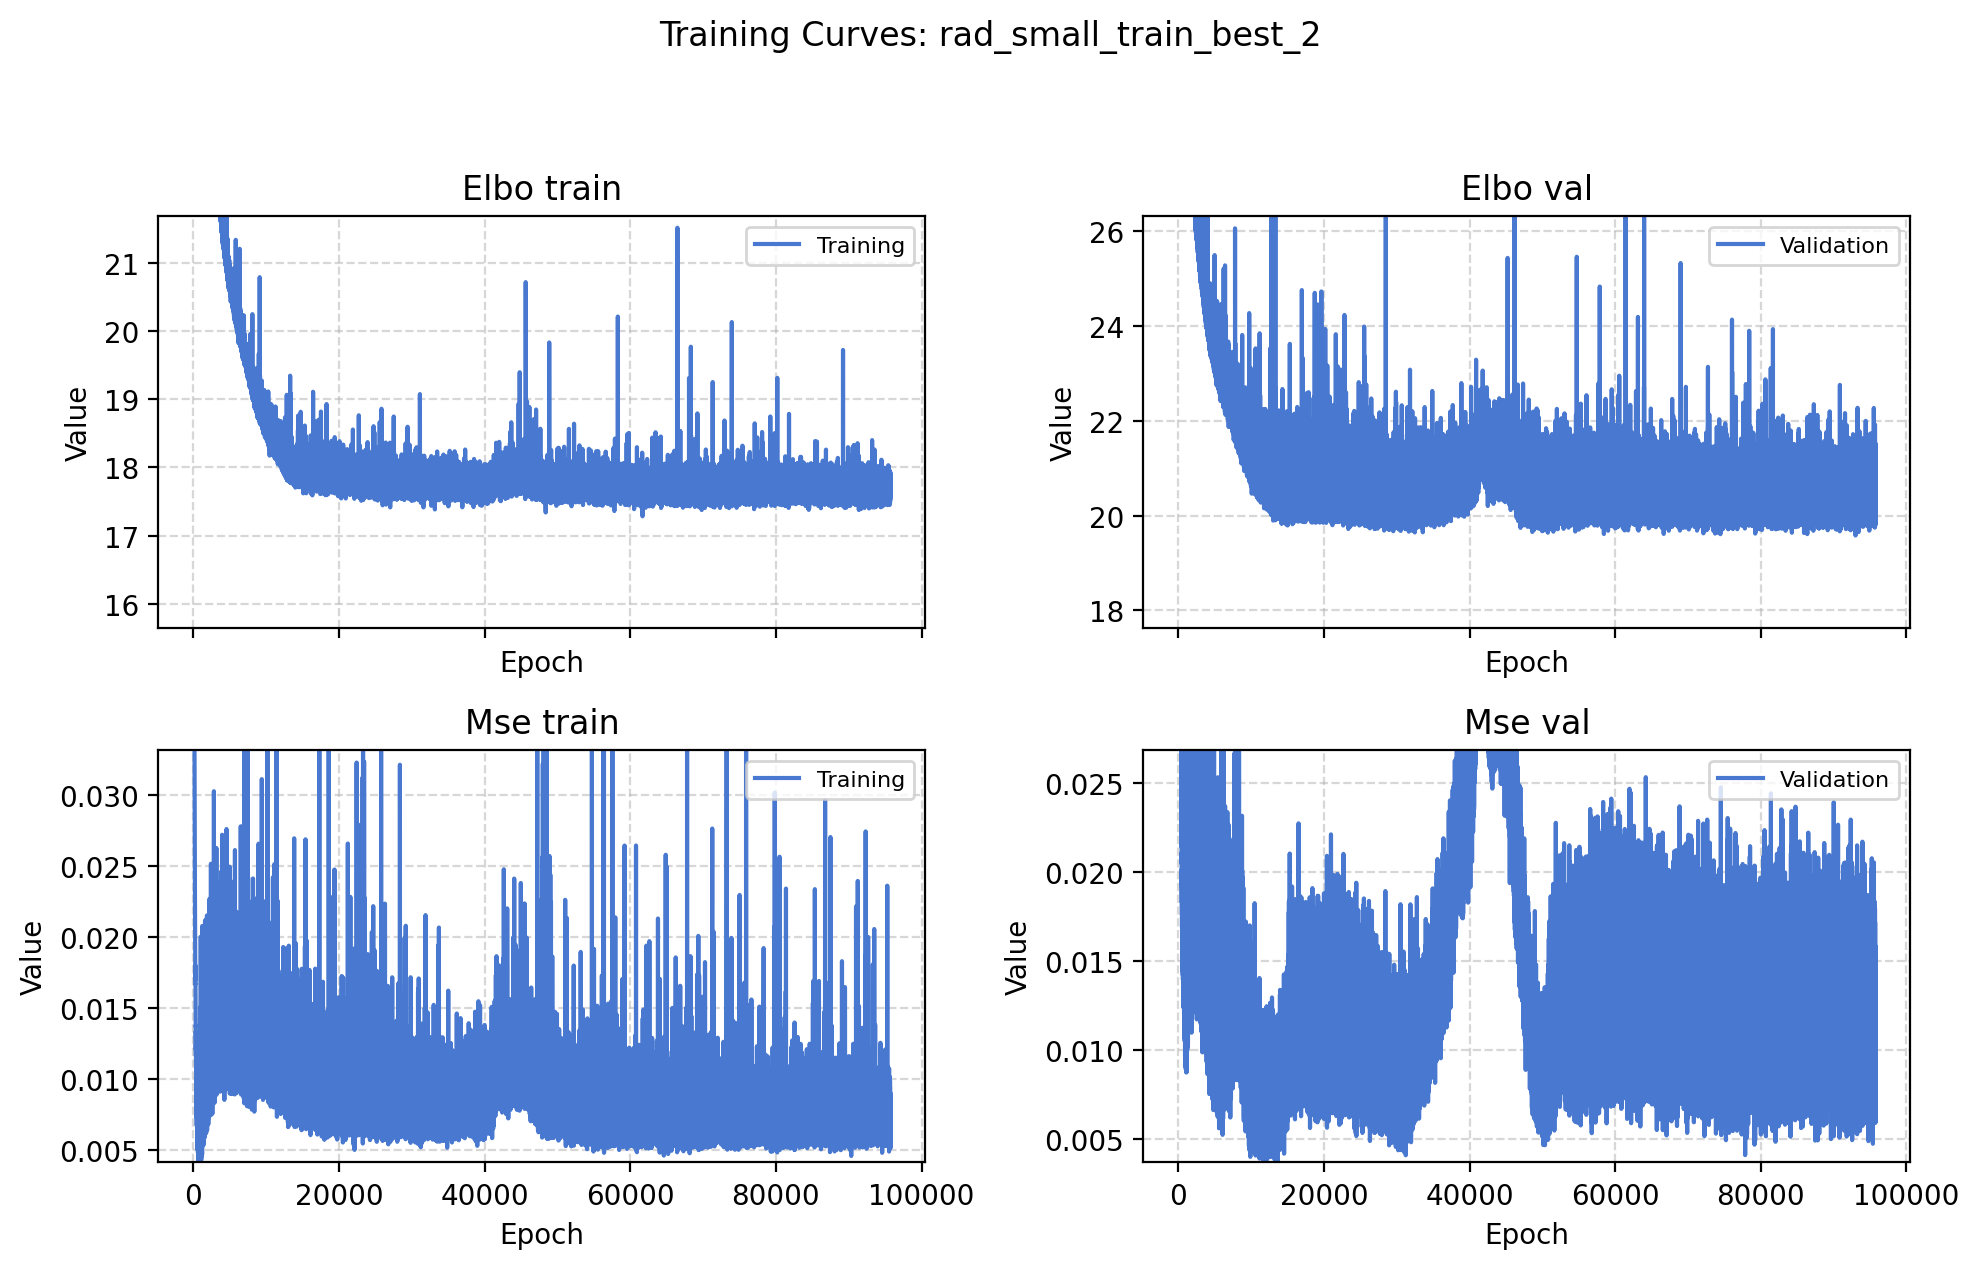 Training Curves: rad_small_train_best_2
Elbo train
Value
21
20
19
18
17
16
Training
Epoch
Elbo val
Value
26
24
22
20
18
Validation
Epoch
Mse train
Value
0.030
0.025
0.020
0.015
0.010
0.005
Training
0 20000 40000 60000 80000 100000
Epoch
Mse val
Value
0.025
0.020
0.015
0.010
0.005
Validation
0 20000 40000 60000 80000 100000
Epoch